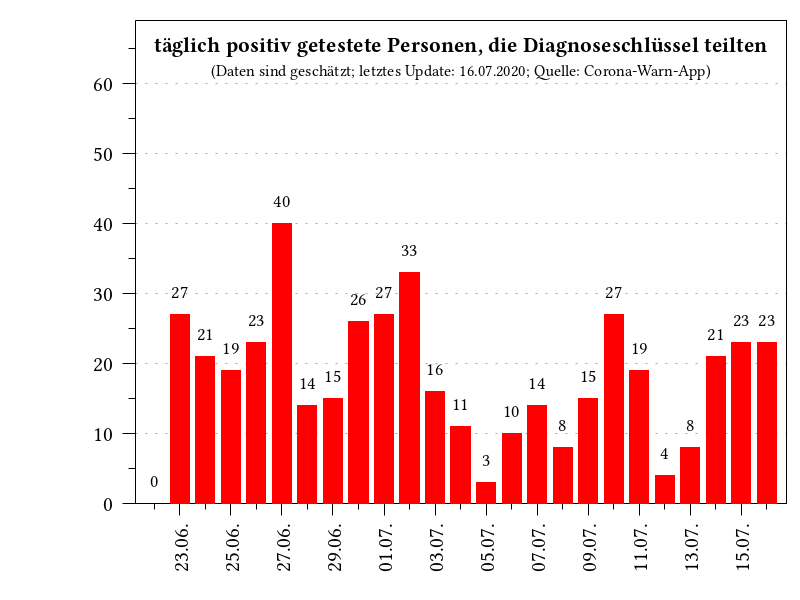 täglich positiv getestete Personen, die Diagnoseschlüssel teilten
(Daten sind geschätzt; letztes Update: 16.07.2020; Quelle: Corona-Warn-App)
60
50
40
30
20
10
0
0 27 21 19 23 40 14 15 26 27 33 16 11 3 10 14 8 15 27 19 4 8 21 23 23
23.06. 25.06. 27.06. 29.06. 01.07. 03.07. 05.07. 07.07. 09.07. 11.07. 13.07. 15.07.